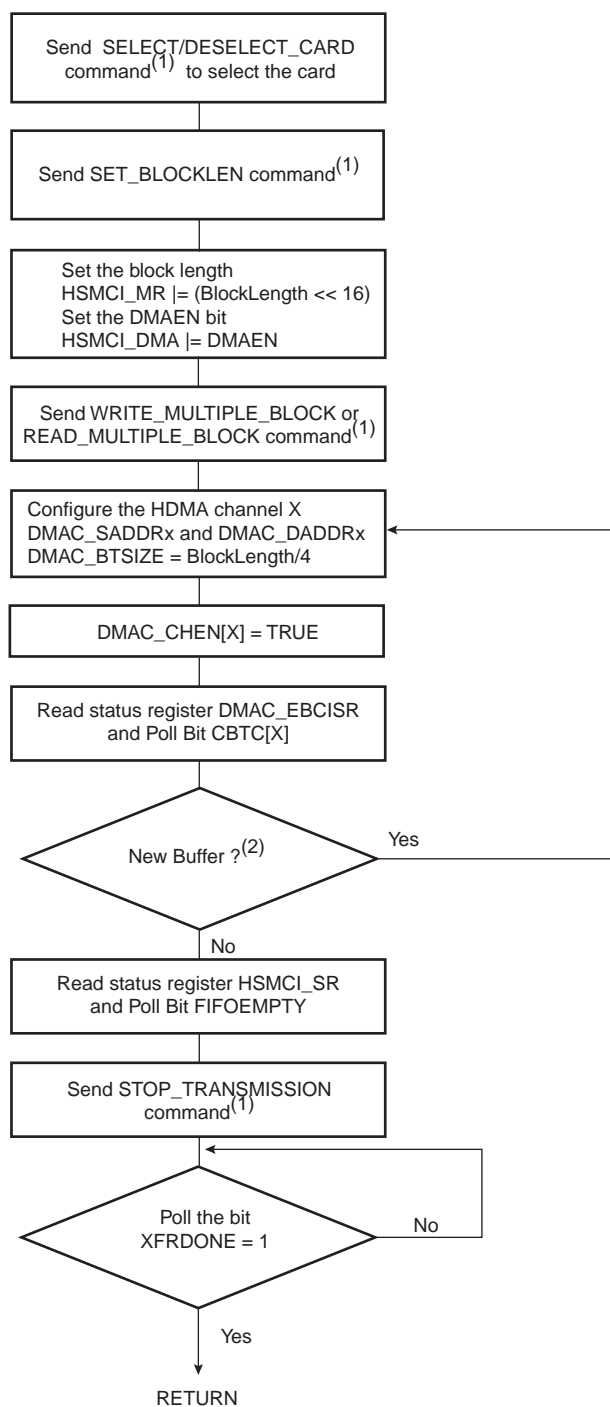 Send SELECT/DESELECT_CARD
command(1) to select the card
Send SET_BLOCKLEN command(1)
Set the block length
HSMCI_MR |= (BlockLength << 16)
Set the DMAEN bit
HSMCI_DMA |= DMAEN
Send WRITE_MULTIPLE_BLOCK or
READ_MULTIPLE_BLOCK command(1)
Configure the HDMA channel X
DMAC_SADDRx and DMAC_DADDRx
DMAC_BTSIZE = BlockLength/4
DMAC_CHEN[X] = TRUE
Read status register DMAC_EBCISR
and Poll Bit CBTC[X]
New Buffer ?(2)
Yes
No
Read status register HSMCI_SR
and Poll Bit FIFOEMPTY
Send STOP_TRANSMISSION
command(1)
Poll the bit
XFRDONE = 1
No
Yes
RETURN